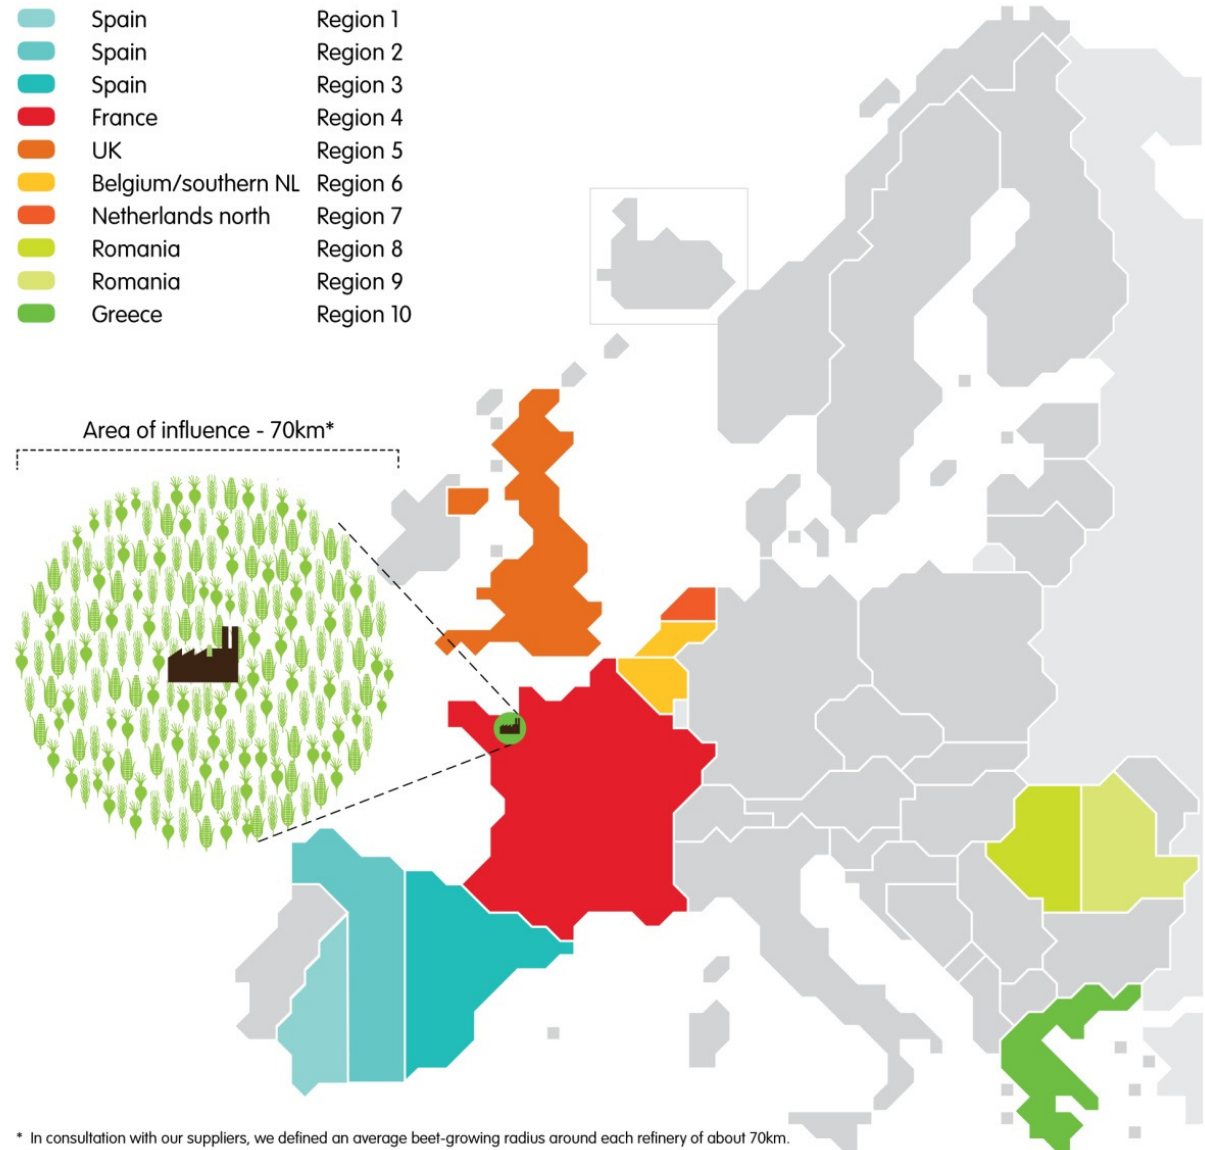 Spain Region 1
Spain Region 2
Spain Region 3
France Region 4
UK Region 5
Belgium/southern NL Region 6
Netherlands north Region 7
Romania Region 8
Romania Region 9
Greece Region 10
Area of influence - 70km*
* In consultation with our suppliers, we defined an average beet-growing radius around each refinery of about 70km.